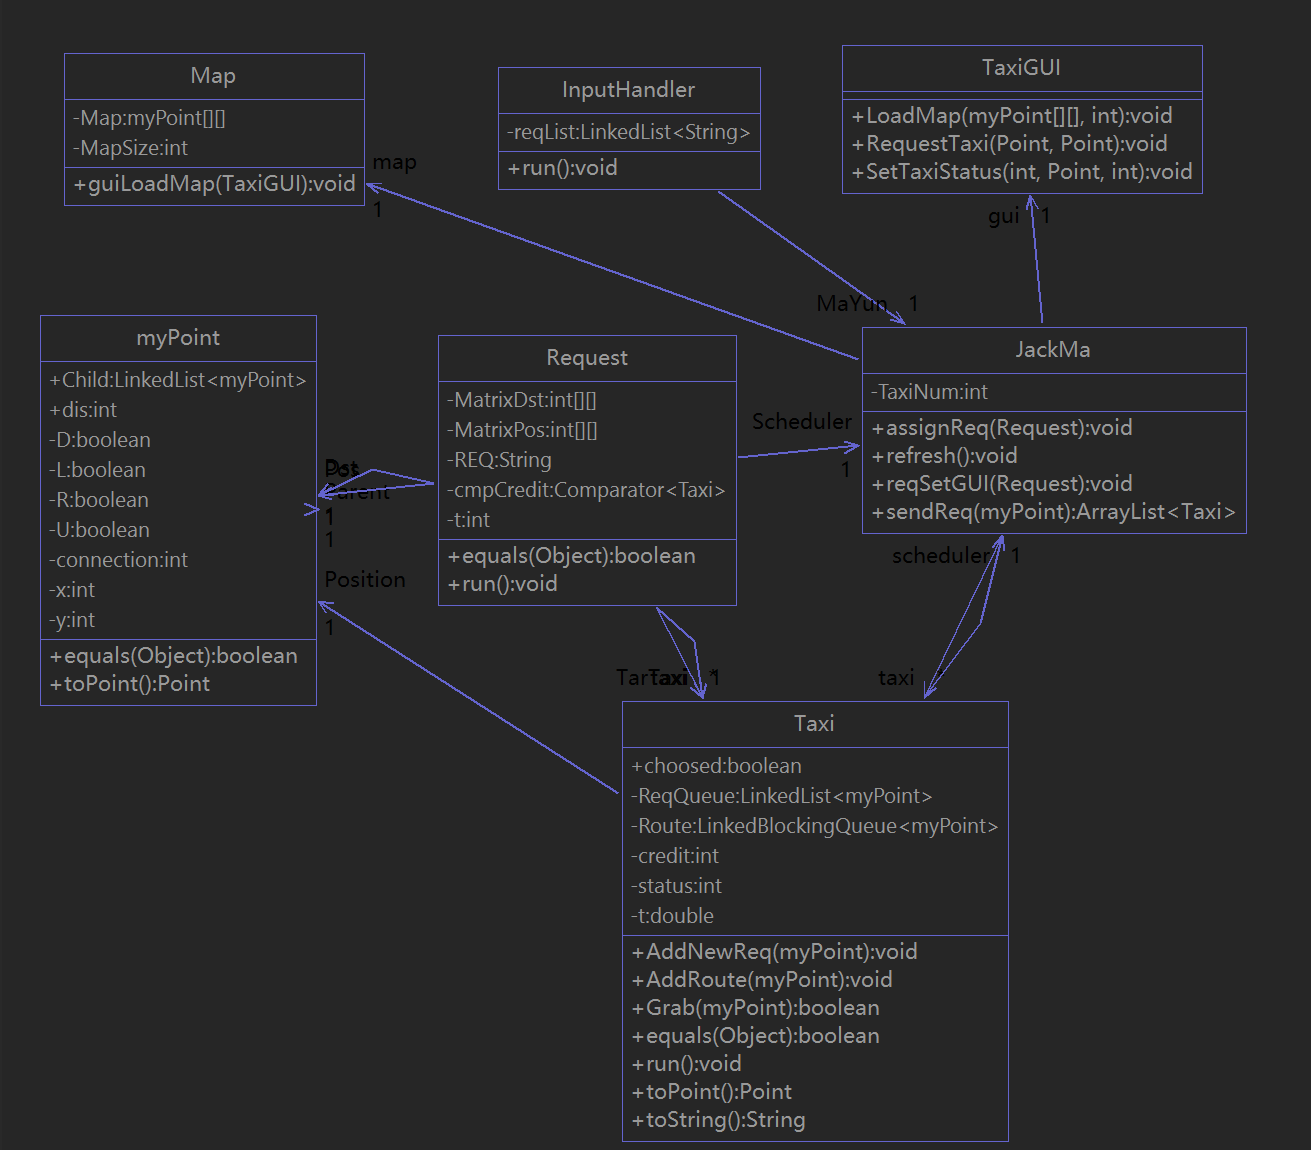 Map
-Map:myPoint[][]
-MapSize:int
+guiLoadMap(TaxiGUI):void
map
1
InputHandler
-reqList:LinkedList<String>
+run():void
TaxiGUI
+LoadMap(myPoint[][], int):void
+RequestTaxi(Point, Point):void
+SetTaxiStatus(int, Point, int):void
gui
1
MaYun
1
myPoint
+Child:LinkedList<myPoint>
+dis:int
-D:boolean
-L:boolean
-R:boolean
-U:boolean
-connection:int
-x:int
-y:int
+equals(Object):boolean
+toPoint():Point
Parent
1
1
Position
1
Request
-MatrixDst:int[][]
-MatrixPos:int[][]
-REQ:String
-cmpCredit:Comparator<Taxi>
-t:int
+equals(Object):boolean
+run():void
Scheduler
1
JackMa
-TaxiNum:int
+assignReq(Request):void
+refresh():void
+reqSetGUI(Request):void
+sendReq(myPoint):ArrayList<Taxi>
scheduler
1
taxi
Taxi
+choosed:boolean
-ReqQueue:LinkedList<myPoint>
-Route:LinkedBlockingQueue<myPoint>
-credit:int
-status:int
-t:double
+AddNewReq(myPoint):void
+AddRoute(myPoint):void
+Grab(myPoint):boolean
+equals(Object):boolean
+run():void
+toPoint():Point
+toString():String